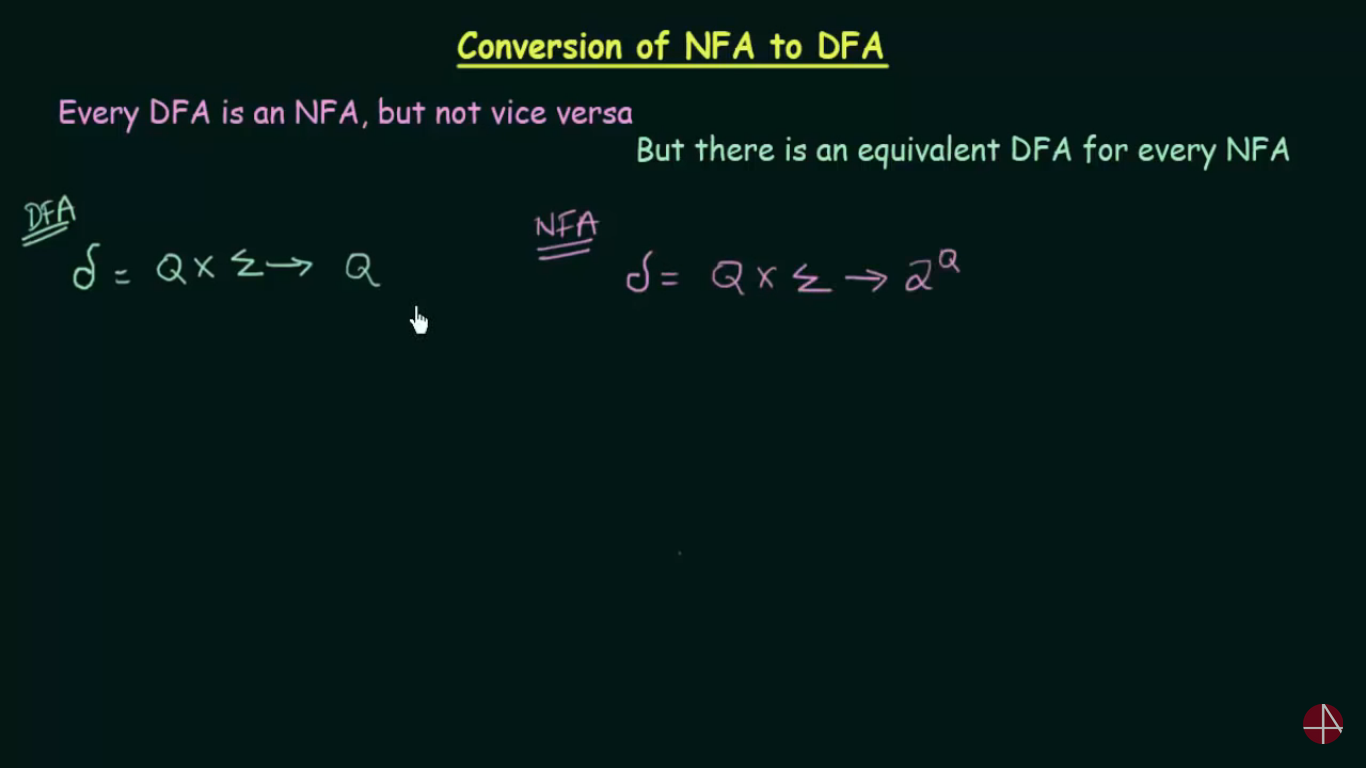 Conversion of NFA to DFA
Every DFA is an NFA, but not vice versa
But there is an equivalent DFA for every NFA
DFA
δ = Q × Σ → Q
NFA
δ = Q × Σ → 2^Q